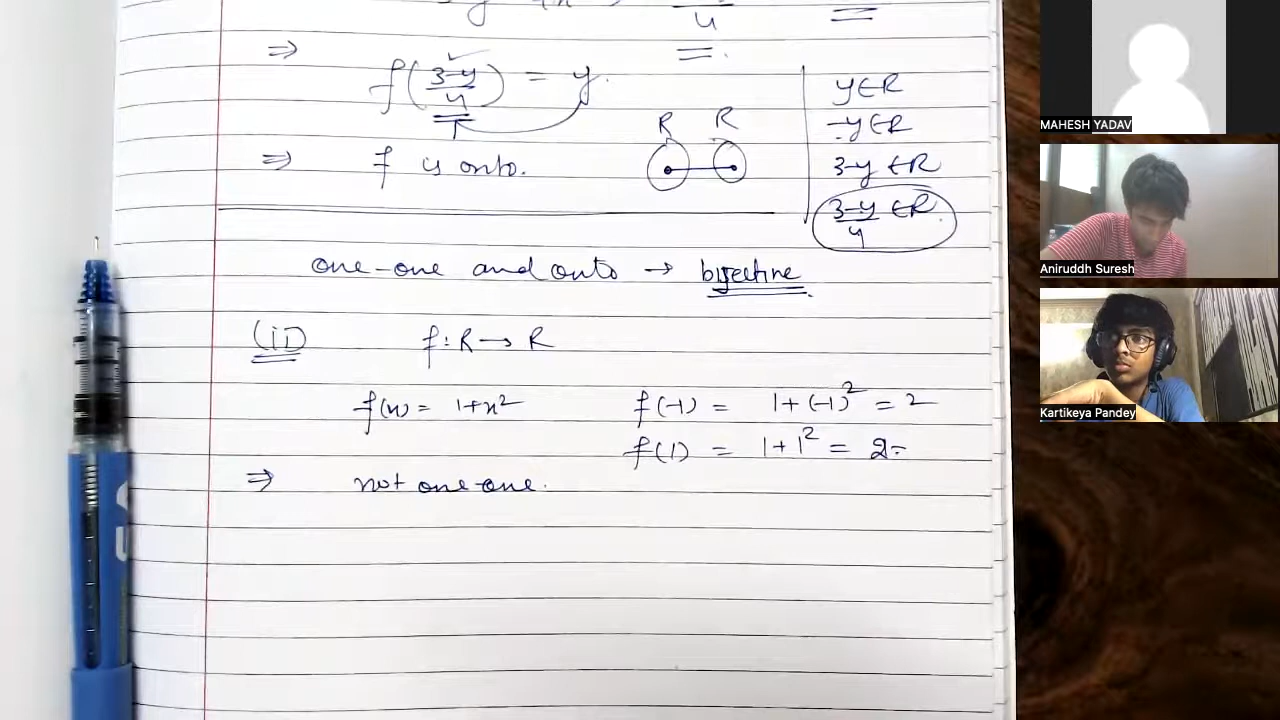 ⇒
f(3-y/4) = y.
R R
y∈R
-y∈R
3-y∈R
⇒ f is onto.
3-y/4 ∈R.
one-one and onto → bijective
(ii) f: R → R
f(x) = 1+x² f(-1) = 1+(-1)² = 2
f(1) = 1+1² = 2
⇒ not one-one.
MAHESH YADAV
Aniruddh Suresh
Kartikeya Pandey